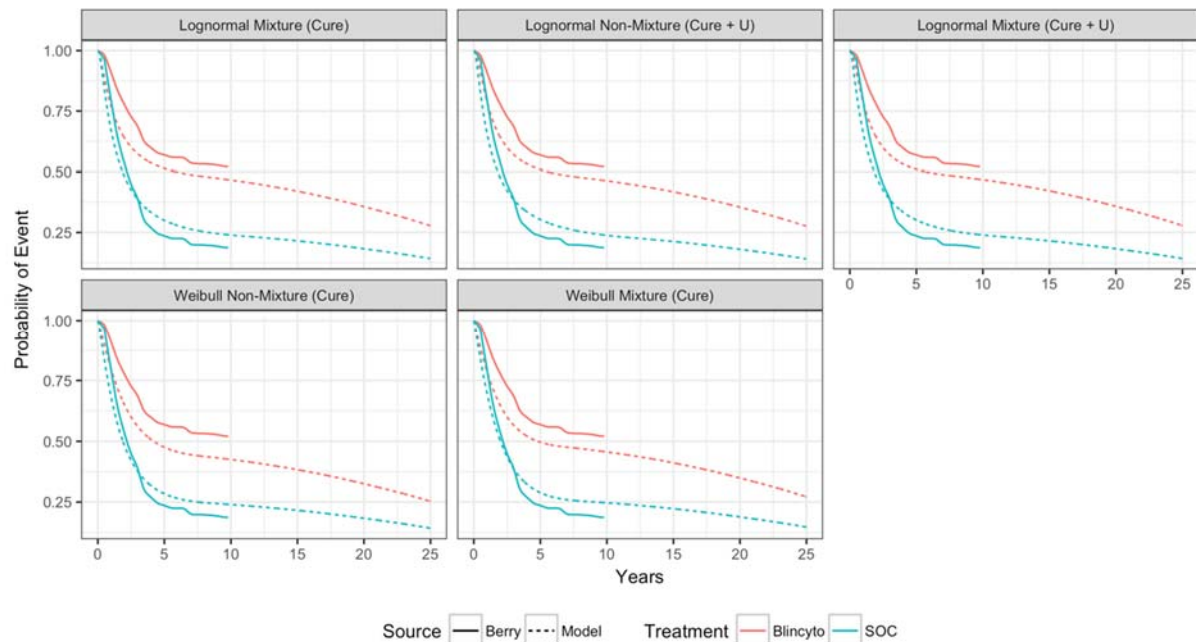 Lognormal Mixture (Cure)
Lognormal Non-Mixture (Cure + U)
Lognormal Mixture (Cure + U)
1.00
0.75
0.50
0.25
0 5 10 15 20 25
Weibull Non-Mixture (Cure)
Weibull Mixture (Cure)
1.00
0.75
0.50
0.25
0 5 10 15 20 25
0 5 10 15 20 25
Probability of Event
Years
Source Berry Model Treatment Blincyto SOC